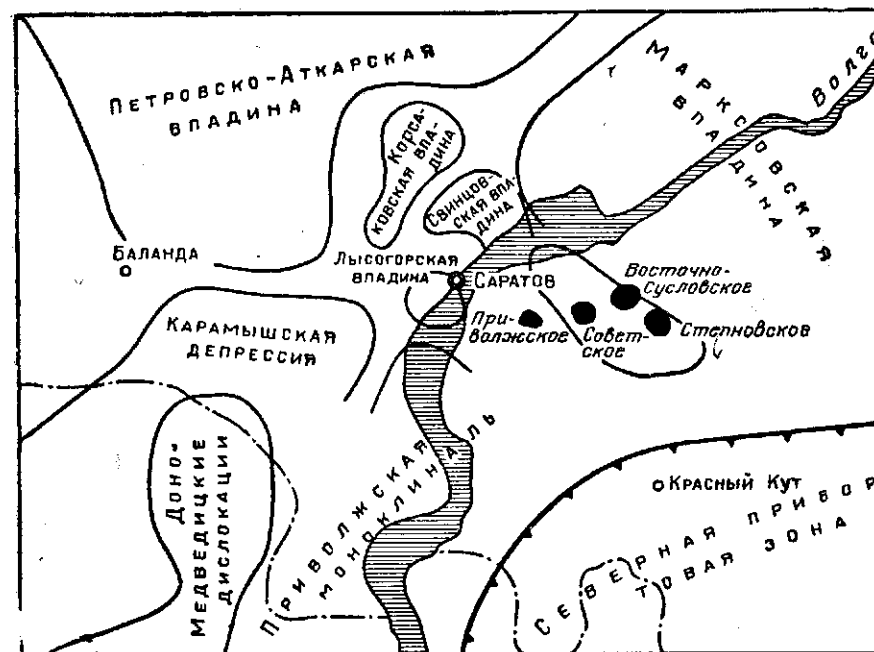 Петровско-Аткарская
впадина
Марксовская
впадина
Волга
Корса-
ковская впа-
дина
Свинцов-
ская впа-
дина
Баланда
Лысогорская
впадина
Саратов
Восточно-
Сусловское
При-
волжское
Совет-
ское
Степновское
Карамышская
депрессия
Доно-
Медведицкие
дислокации
Приволжская
моноклиналь
Красный Кут
Северная прибор
товая зона